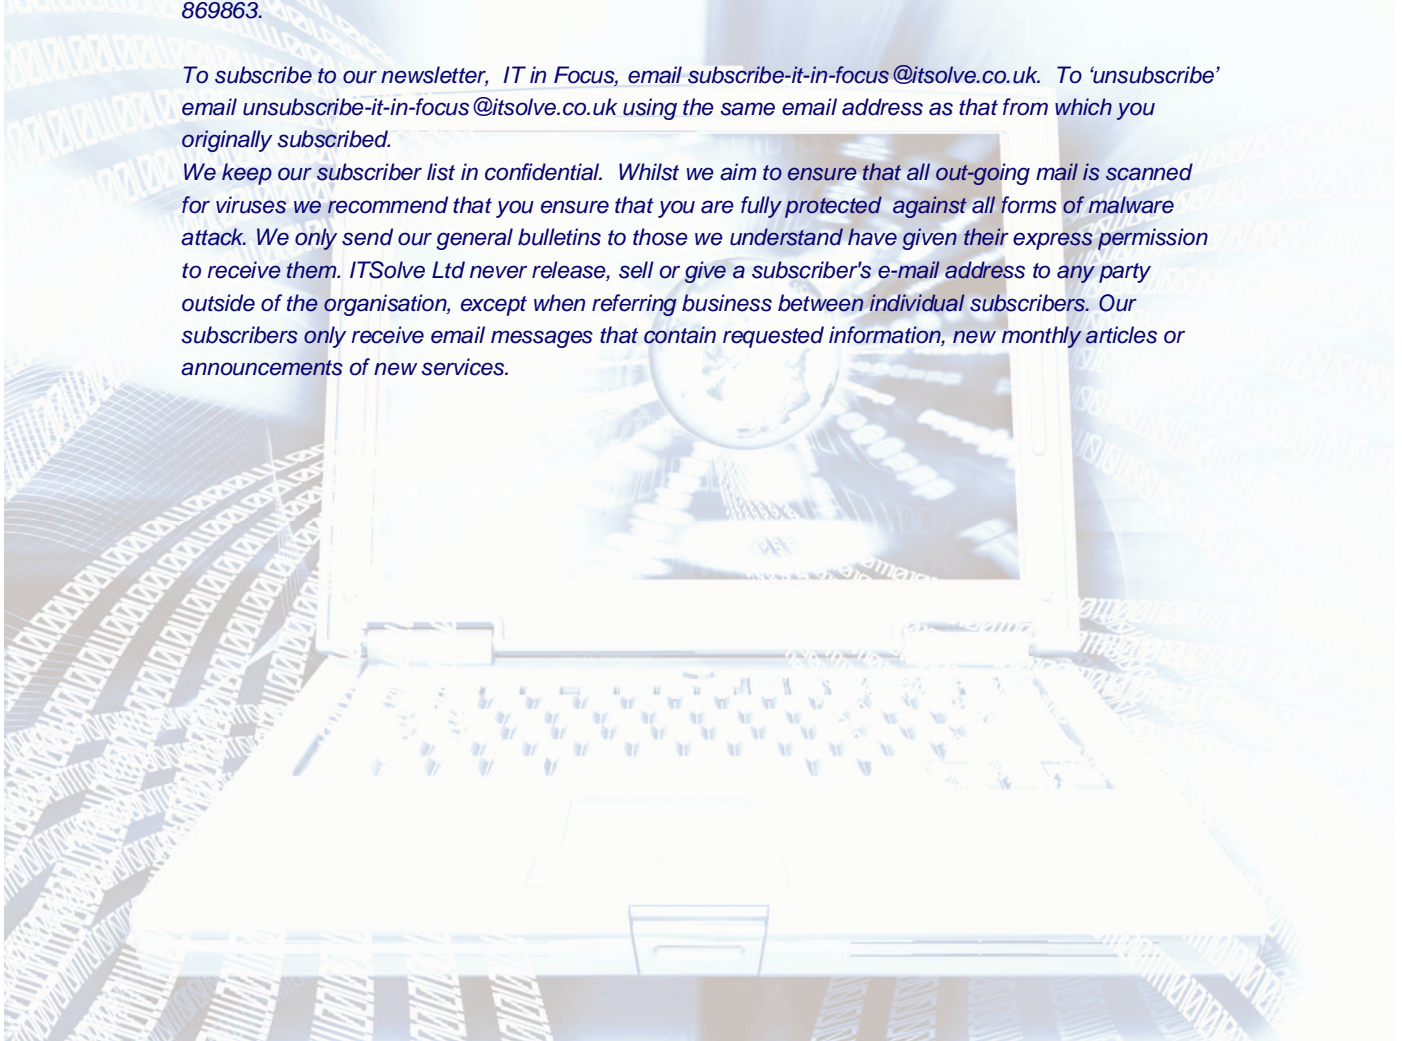 869863.
To subscribe to our newsletter,  IT in Focus, email subscribe-it-in-focus@itsolve.co.uk.  To ‘unsubscribe’
email unsubscribe-it-in-focus@itsolve.co.uk using the same email address as that from which you
originally subscribed.
We keep our subscriber list in confidential.  Whilst we aim to ensure that all out-going mail is scanned
for viruses we recommend that you ensure that you are fully protected  against all forms of malware
attack. We only send our general bulletins to those we understand have given their express permission
to receive them. ITSolve Ltd never release, sell or give a subscriber's e-mail address to any party
outside of the organisation, except when referring business between individual subscribers. Our
subscribers only receive email messages that contain requested information, new monthly articles or
announcements of new services.